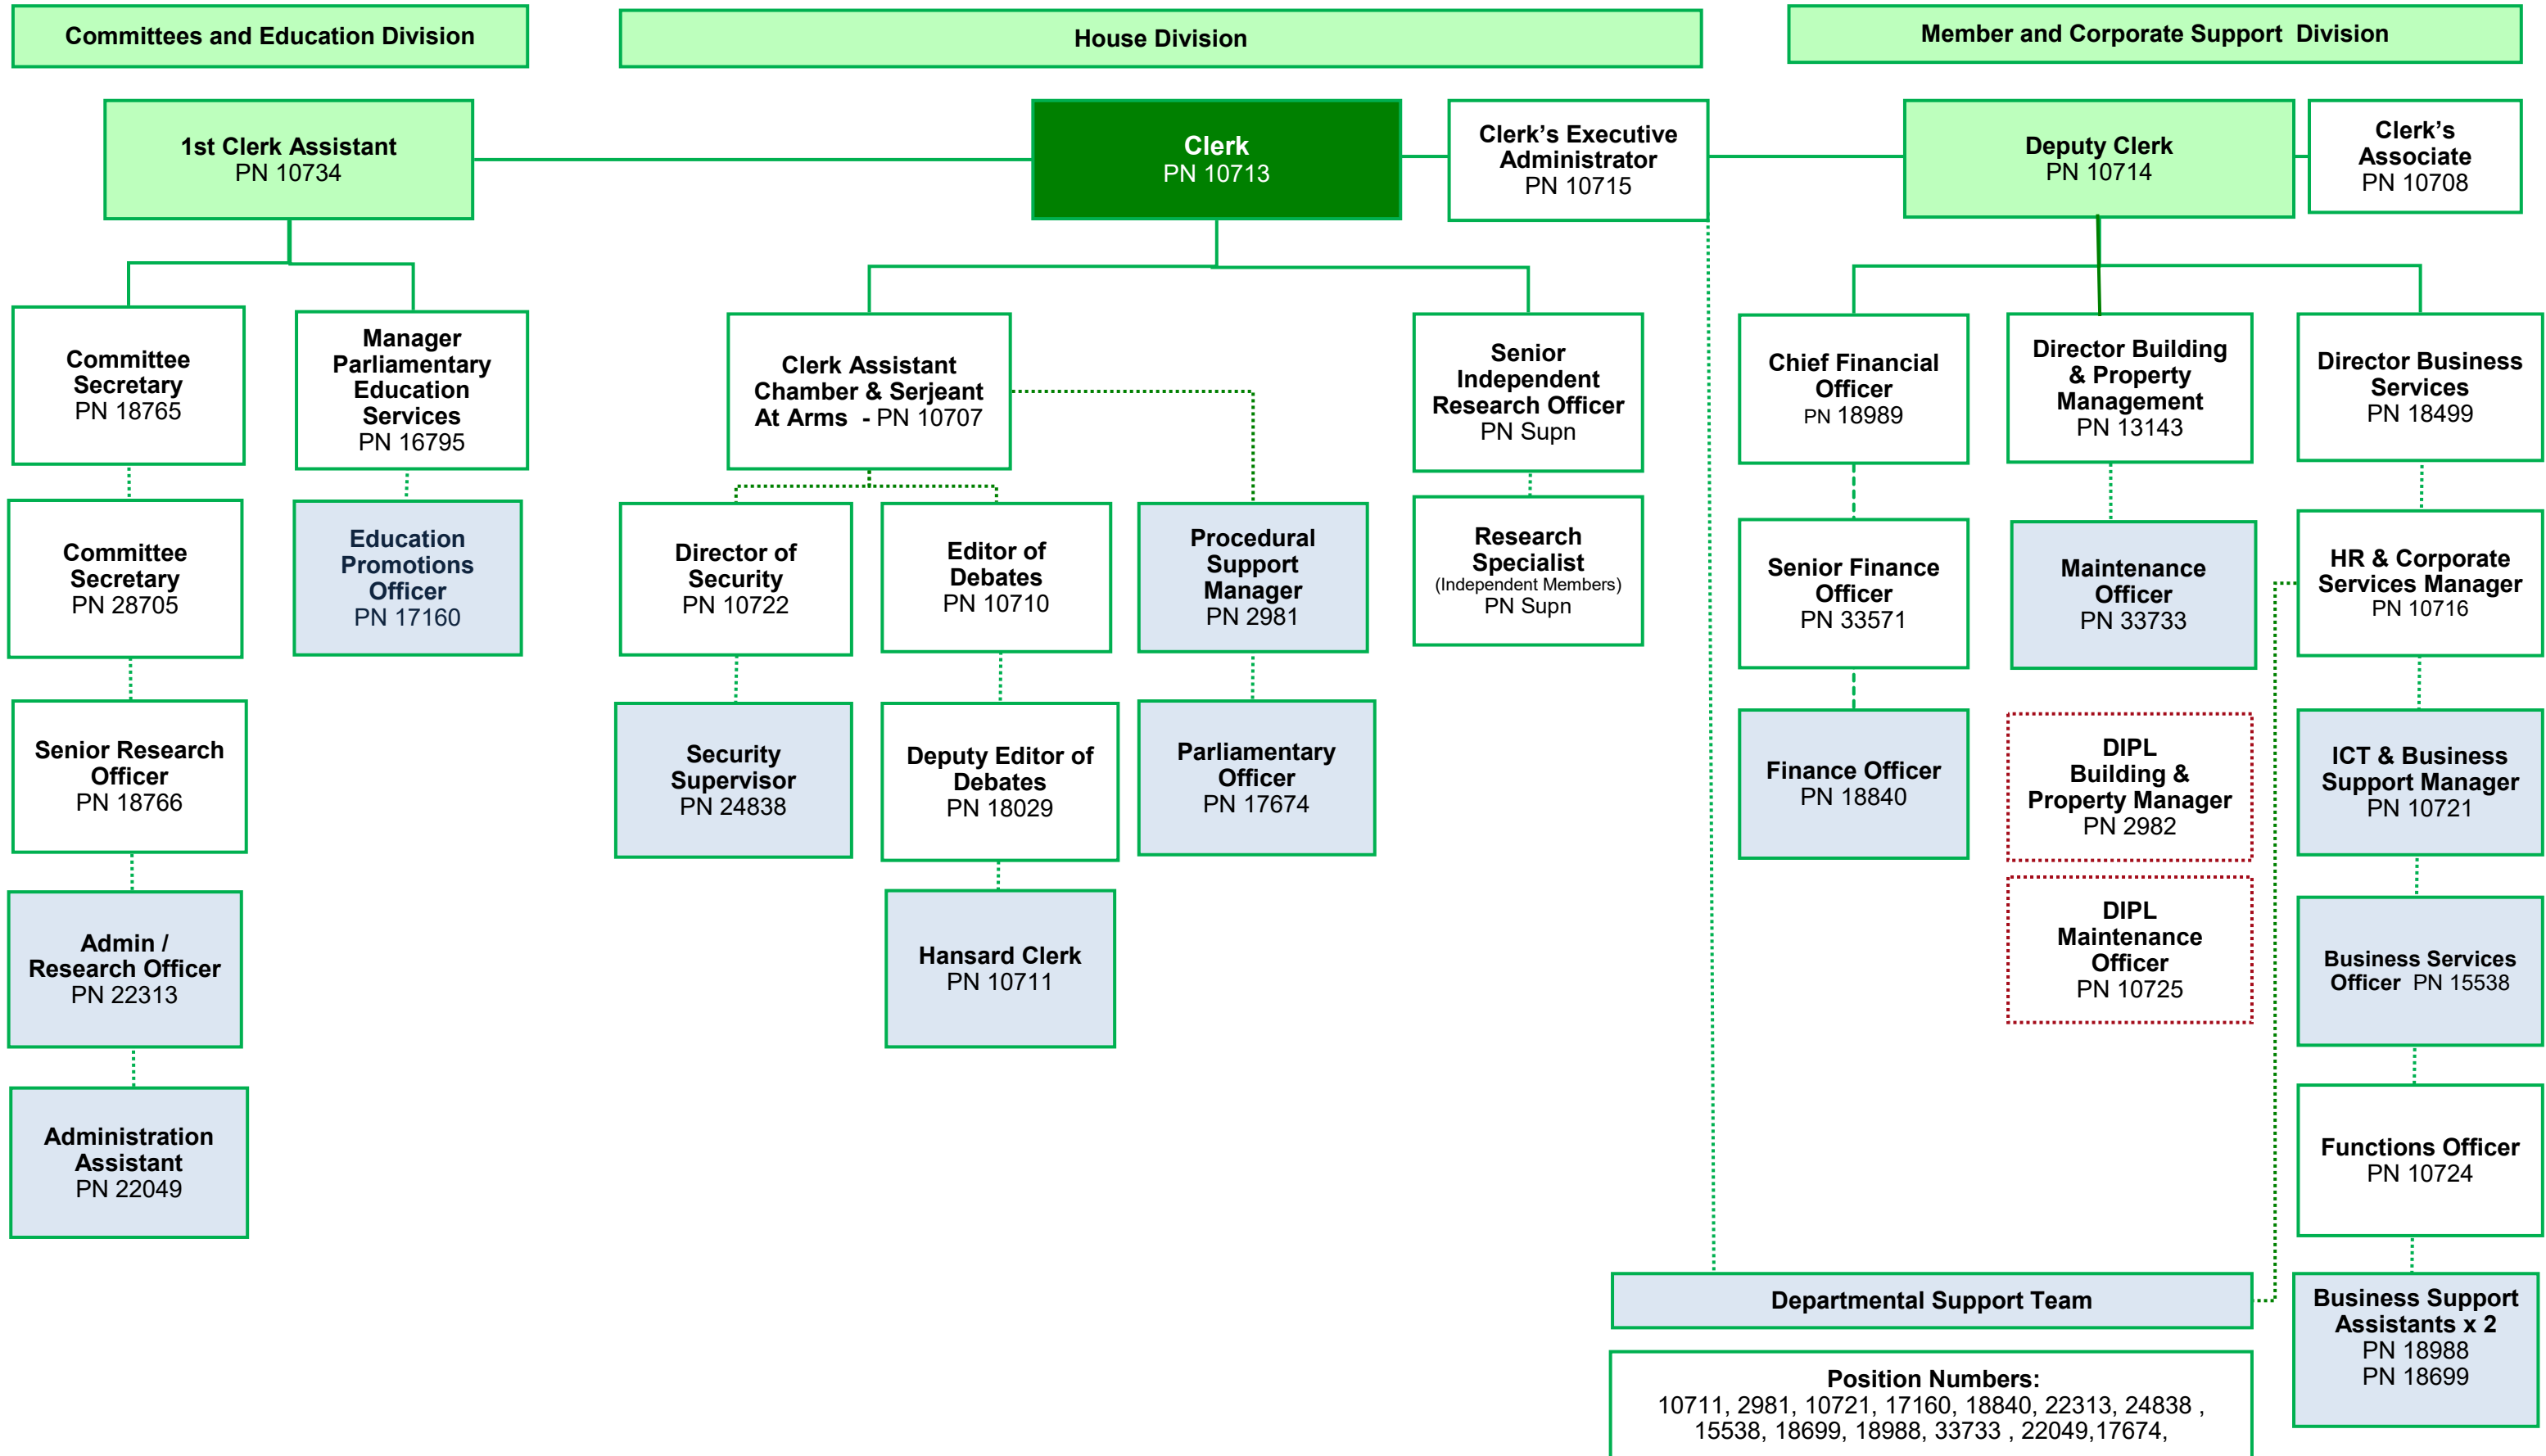 Committees and Education Division
House Division
Member and Corporate Support Division
1st Clerk Assistant
PN 10734
Clerk
PN 10713
Clerk’s Executive
Administrator
PN 10715
Deputy Clerk
PN 10714
Clerk’s
Associate
PN 10708
Committee
Secretary
PN 18765
Manager
Parliamentary
Education
Services
PN 16795
Clerk Assistant
Chamber & Serjeant
At Arms - PN 10707
Senior
Independent
Research Officer
PN Supn
Chief Financial
Officer
PN 18989
Director Building
& Property
Management
PN 13143
Director Business
Services
PN 18499
Committee
Secretary
PN 28705
Education
Promotions
Officer
PN 17160
Director of
Security
PN 10722
Editor of
Debates
PN 10710
Procedural
Support
Manager
PN 2981
Research
Specialist
(Independent Members)
PN Supn
Senior Finance
Officer
PN 33571
Maintenance
Officer
PN 33733
HR & Corporate
Services Manager
PN 10716
Senior Research
Officer
PN 18766
Security
Supervisor
PN 24838
Deputy Editor of
Debates
PN 18029
Parliamentary
Officer
PN 17674
Finance Officer
PN 18840
DIPL
Building &
Property Manager
PN 2982
ICT & Business
Support Manager
PN 10721
Admin /
Research Officer
PN 22313
Hansard Clerk
PN 10711
DIPL
Maintenance
Officer
PN 10725
Business Services
Officer PN 15538
Administration
Assistant
PN 22049
Functions Officer
PN 10724
Departmental Support Team
Business Support
Assistants x 2
PN 18988
PN 18699
Position Numbers:
10711, 2981, 10721, 17160, 18840, 22313, 24838 ,
15538, 18699, 18988, 33733 , 22049,17674,